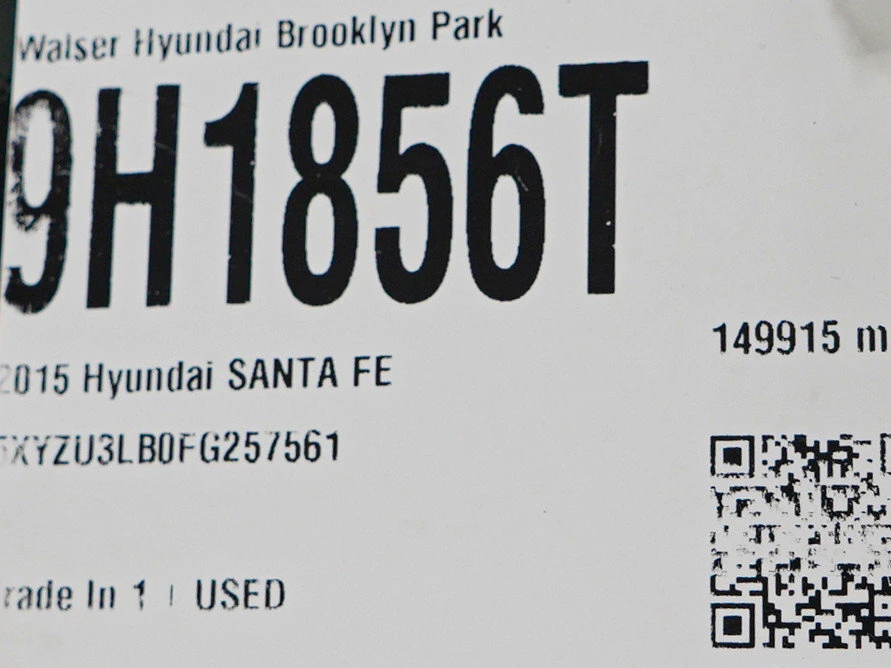 Walser Hyundai Brooklyn Park
9H1856T
2015 Hyundai SANTA FE
149915 m
5XYZU3LB0FG257561
rade In 1 | USED